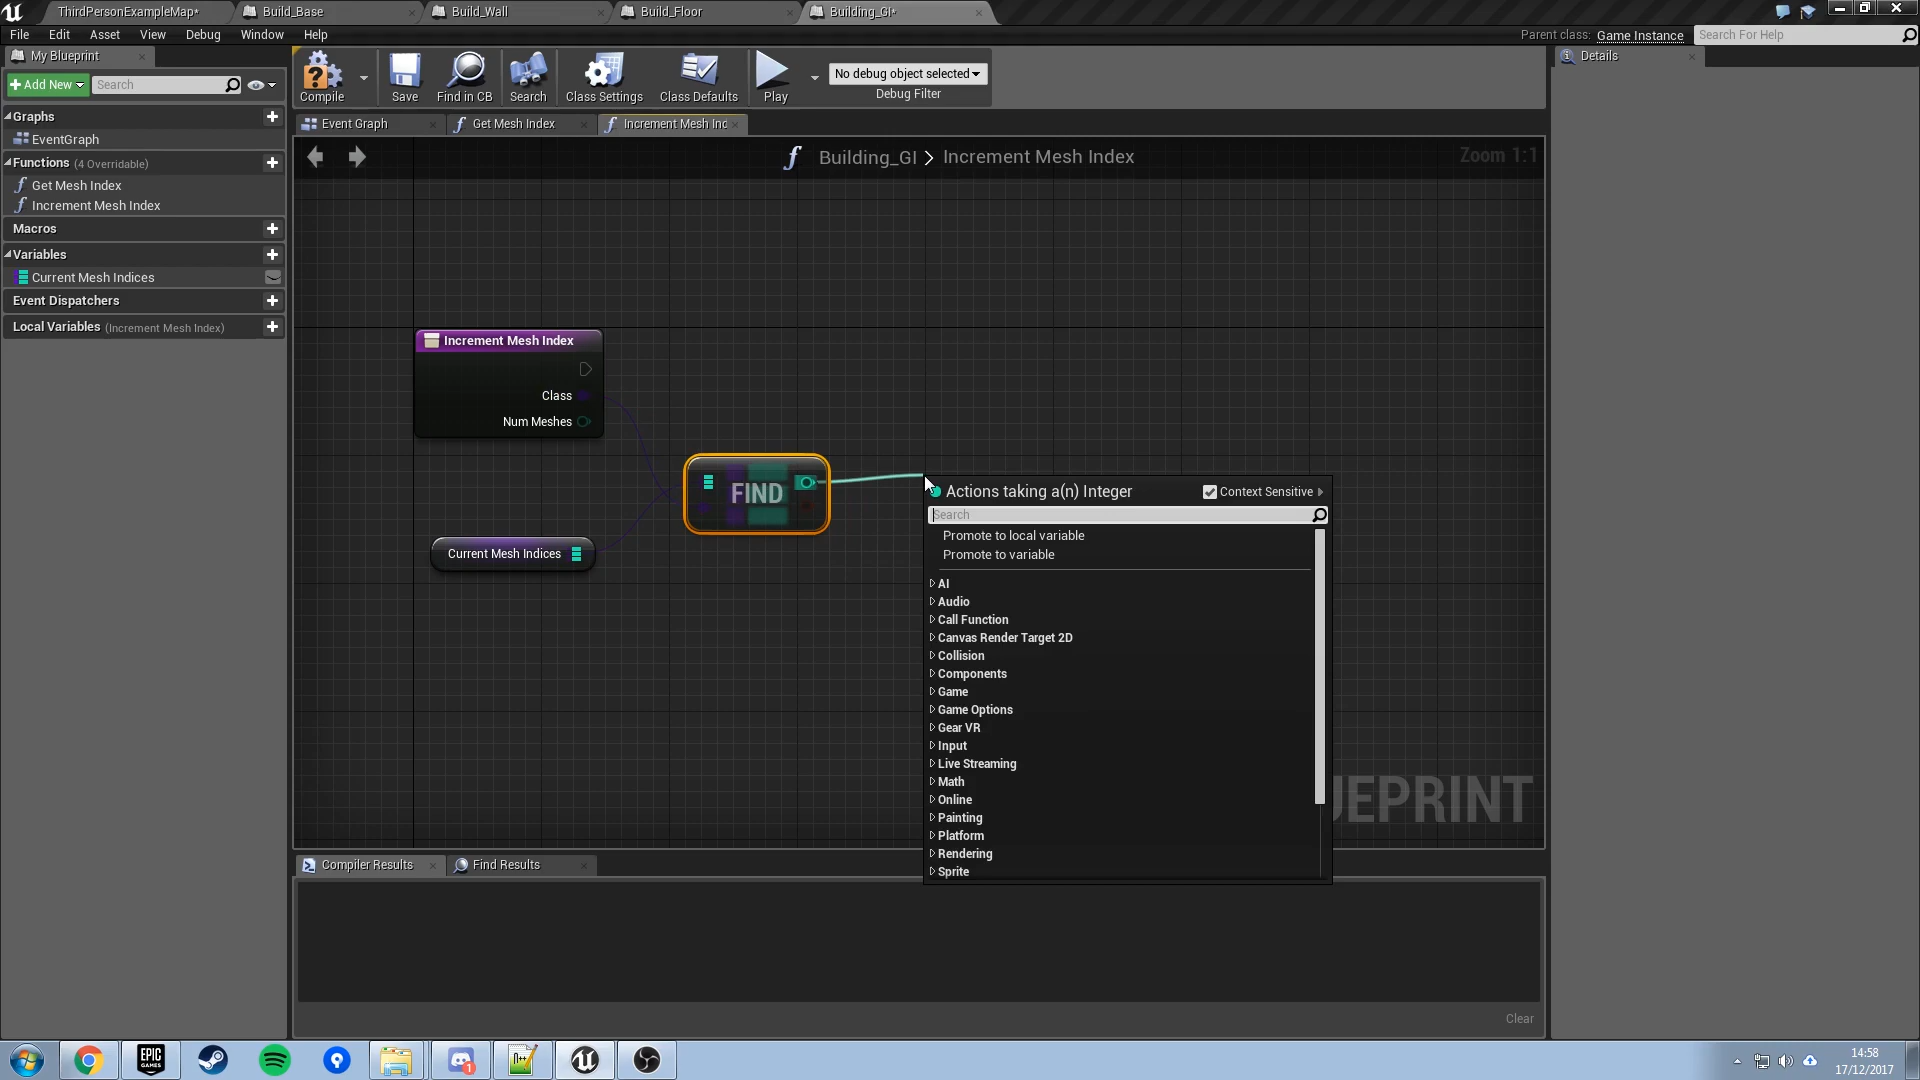 ThirdPersonExampleMap*
Build_Base
Build_Wall
Build_Floor
Building_GI*
File Edit Asset View Debug Window Help
Parent class: Game Instance
Search For Help
My Blueprint
Add New
Search
Compile
Save
Find in CB
Search
Class Settings
Class Defaults
Play
No debug object selected
Debug Filter
Details
Graphs
EventGraph
Functions (4 Overridable)
Get Mesh Index
Increment Mesh Index
Macros
Variables
Current Mesh Indices
Event Dispatchers
Local Variables (Increment Mesh Index)
Event Graph
Get Mesh Index
Increment Mesh Inc
Building_GI > Increment Mesh Index
Zoom 1:1
Increment Mesh Index
Class
Num Meshes
FIND
Current Mesh Indices
Actions taking a(n) Integer
Context Sensitive
Search
Promote to local variable
Promote to variable
AI
Audio
Call Function
Canvas Render Target 2D
Collision
Components
Game
Game Options
Gear VR
Input
Live Streaming
Math
Online
Painting
Platform
Rendering
Sprite
UEPRINT
Compiler Results
Find Results
Clear
EPIC
GAMES
1
14:58
17/12/2017